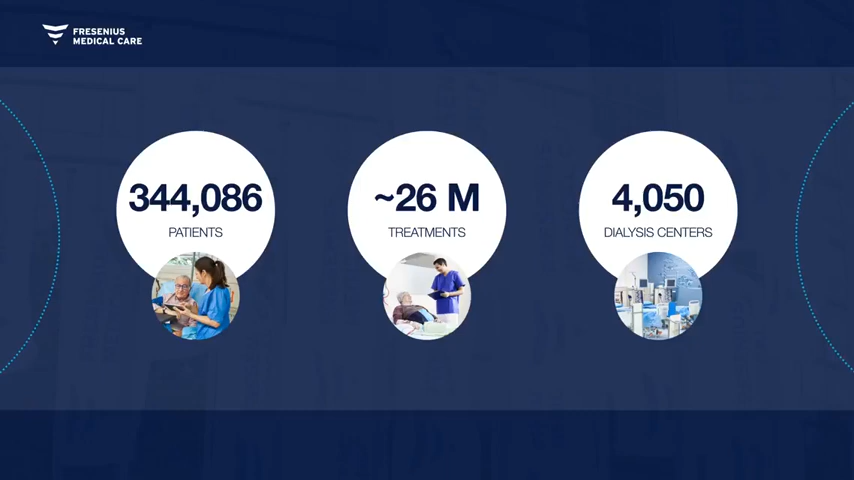 FRESENIUS
MEDICAL CARE
344,086
PATIENTS
~26 M
TREATMENTS
4,050
DIALYSIS CENTERS